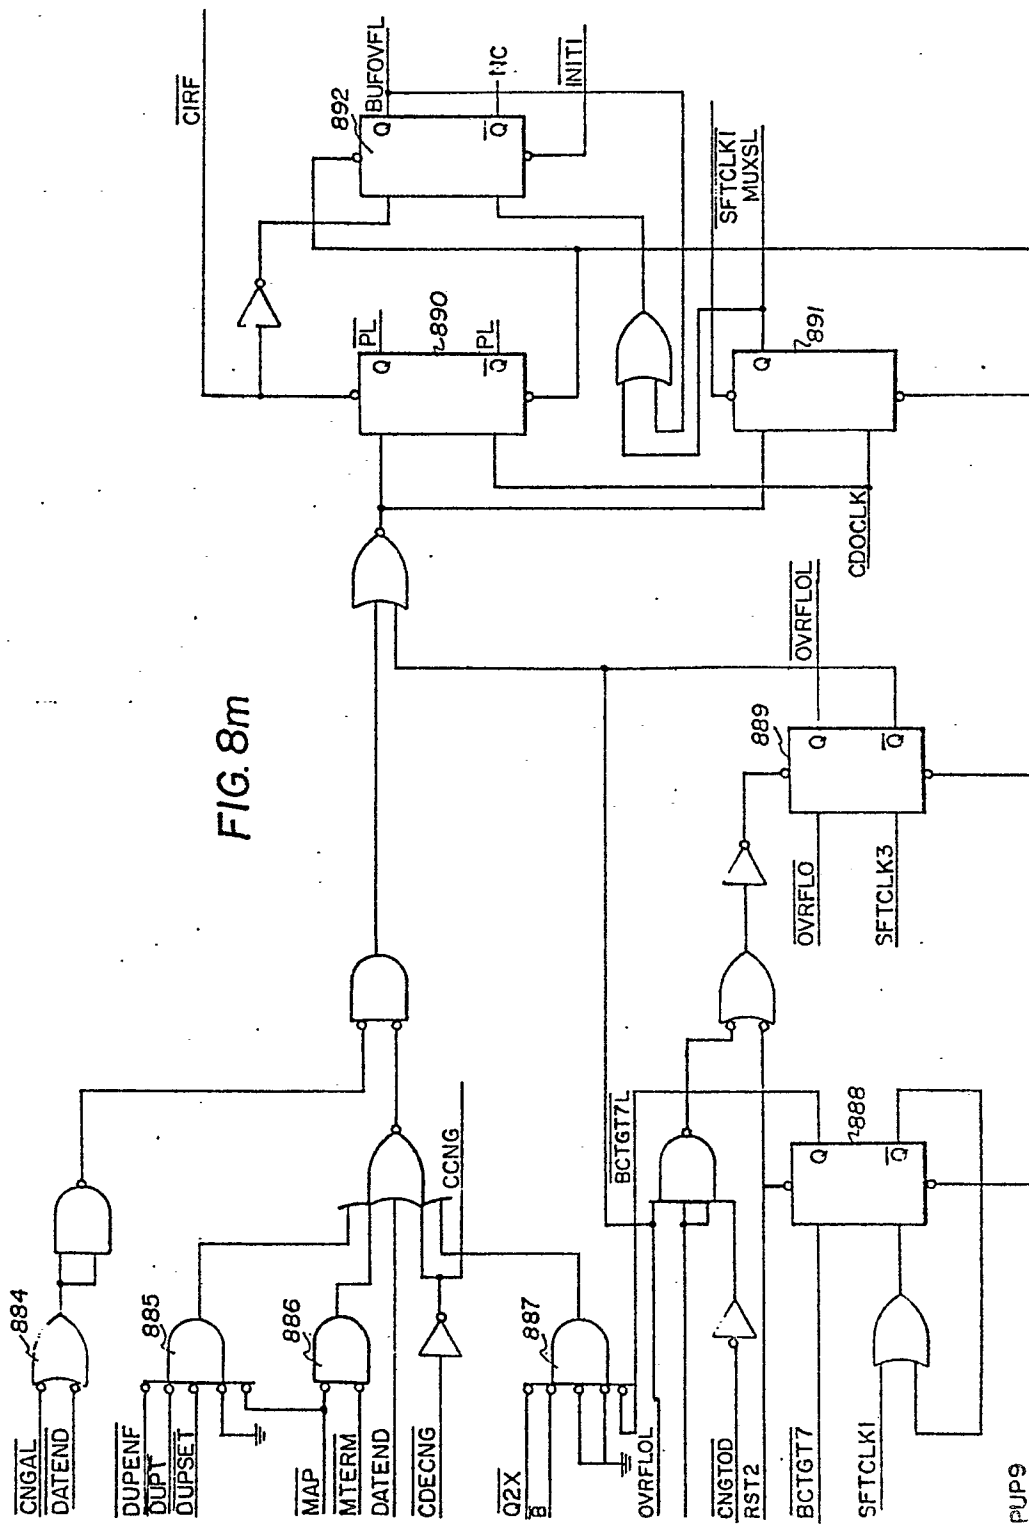 FIG. 8m
CIRF
892
BUFOVFL
Q
NC
Q
INIT1
PL
Q
890
PL
Q
SFTCLK1
MUXSL
Q
891
CDOCLK
OVRFLOL
889
Q
Q
OVRFLO
SFTCLK3
884
CNGAL
DATEND
885
DUPENF
DUPT
DUPSET
886
MAP
MTERM
DATEND
CDECNG
CCNG
887
Q2X
B
OVRFLOL
BCTGT7L
CNGTOD
RST2
BCTGT7
888
Q
Q
SFTCLK1
PUP9